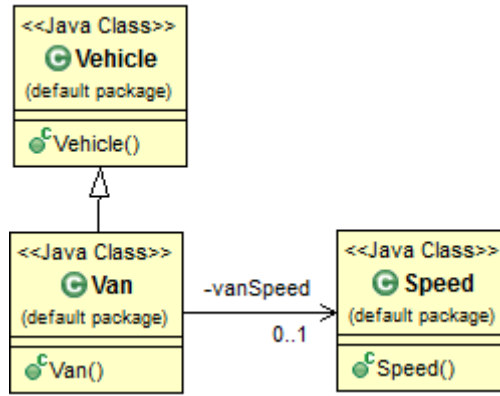 <<Java Class>>
Vehicle
(default package)
Vehicle()
<<Java Class>>
Van
(default package)
Van()
-vanSpeed
0..1
<<Java Class>>
Speed
(default package)
Speed()